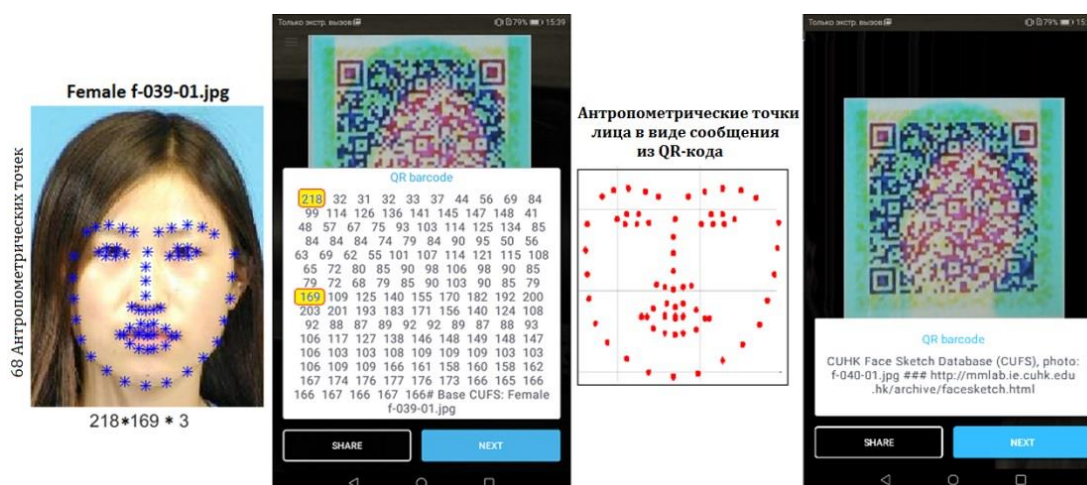 Female f-039-01.jpg
68 Антропометрических точек
218*169 * 3
Только экстр. вызов
79% 15:39
QR barcode
218 32 31 32 33 37 44 56 69 84
99 114 126 136 141 145 147 148 41
48 57 67 75 93 103 114 125 134 85
84 84 84 74 79 84 90 95 50 56
63 69 62 55 101 107 114 121 115 108
65 72 80 85 90 98 106 98 90 85
79 72 68 79 85 90 103 90 85 79
169 109 125 140 155 170 182 192 200
203 201 193 183 171 156 140 124 108
92 88 87 89 92 92 89 87 88 93
106 117 127 138 146 148 149 148 147
106 103 103 108 109 109 109 103 103
106 109 109 166 161 158 160 158 162
167 174 176 177 176 173 166 165 166
166 167 166 167 166# Base CUFS: Female
f-039-01.jpg
SHARE
NEXT
Антропометрические точки
лица в виде сообщения
из QR-кода
Только экстр. вызов
79%
QR barcode
CUHK Face Sketch Database (CUFS), photo:
f-040-01.jpg ### http://mmlab.ie.cuhk.edu
.hk/archive/facesketch.html
SHARE
NEXT